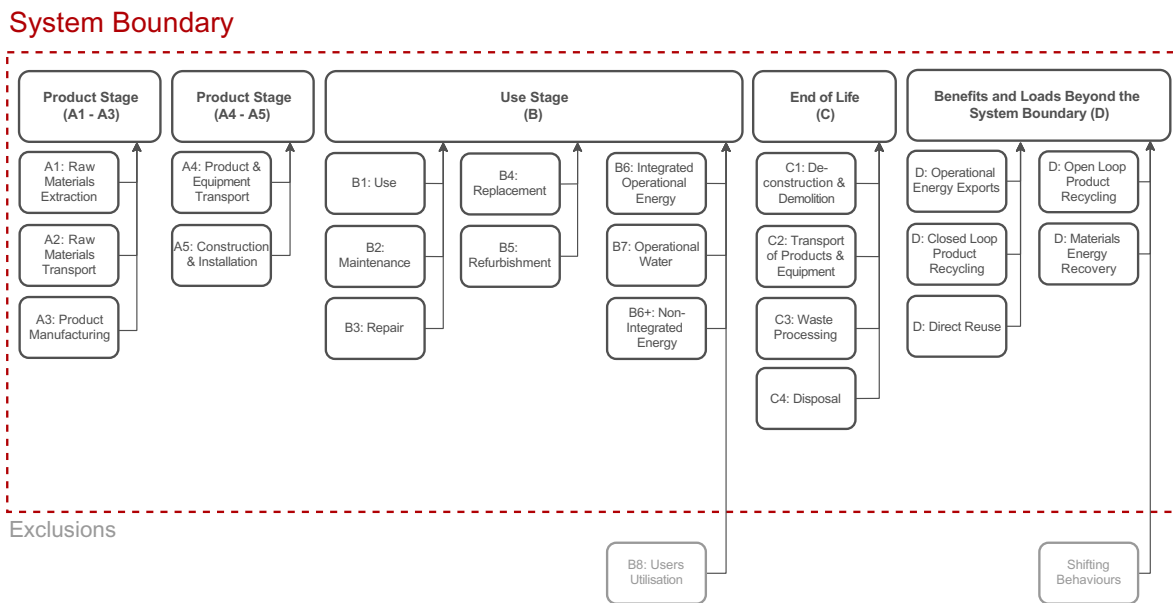 System Boundary
Product Stage
(A1 - A3)
Product Stage
(A4 - A5)
Use Stage
(B)
End of Life
(C)
Benefits and Loads Beyond the
System Boundary (D)
A1: Raw
Materials
Extraction
A2: Raw
Materials
Transport
A3: Product
Manufacturing
A4: Product &
Equipment
Transport
A5: Construction
& Installation
B1: Use
B2:
Maintenance
B3: Repair
B4:
Replacement
B5:
Refurbishment
B6: Integrated
Operational
Energy
B7: Operational
Water
B6+: Non-
Integrated
Energy
C1: De-
construction &
Demolition
C2: Transport
of Products &
Equipment
C3: Waste
Processing
C4: Disposal
D: Operational
Energy Exports
D: Closed Loop
Product
Recycling
D: Direct Reuse
D: Open Loop
Product
Recycling
D: Materials
Energy
Recovery
Exclusions
B8: Users
Utilisation
Shifting
Behaviours